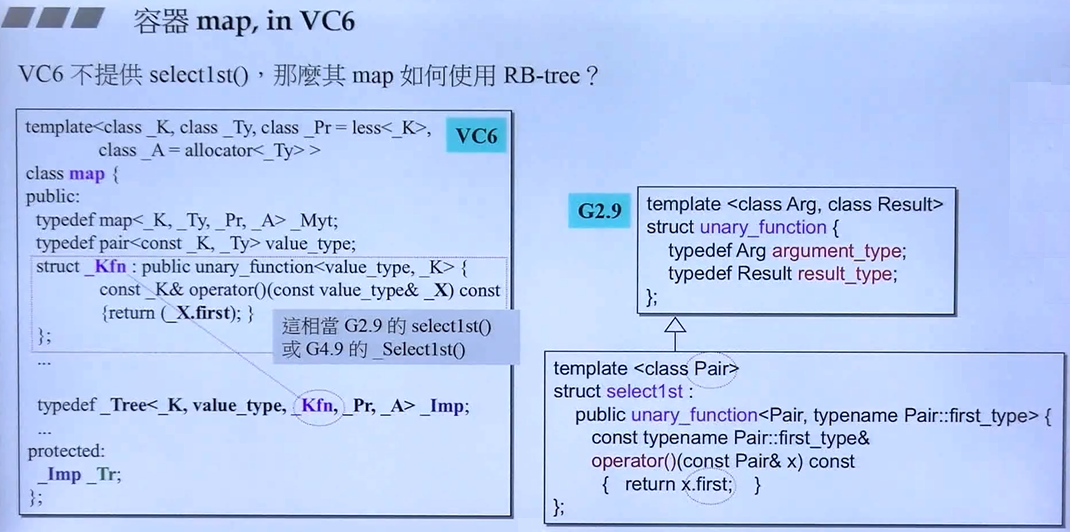 容器 map, in VC6
VC6 不提供 select1st()，那麼其 map 如何使用 RB-tree？
template<class _K, class _Ty, class _Pr = less<_K>,
class _A = allocator<_Ty> >
VC6
class map {
public:
typedef map<_K, _Ty, _Pr, _A> _Myt;
typedef pair<const _K, _Ty> value_type;
struct _Kfn : public unary_function<value_type, _K> {
const _K& operator()(const value_type& _X) const
{return (_X.first); }
};
這相當 G2.9 的 select1st()
或 G4.9 的 _Select1st()
...
typedef _Tree<_K, value_type, _Kfn, _Pr, _A> _Imp;
...
protected:
_Imp _Tr;
};
G2.9
template <class Arg, class Result>
struct unary_function {
typedef Arg argument_type;
typedef Result result_type;
};
template <class Pair>
struct select1st :
public unary_function<Pair, typename Pair::first_type> {
const typename Pair::first_type&
operator()(const Pair& x) const
{ return x.first; }
};